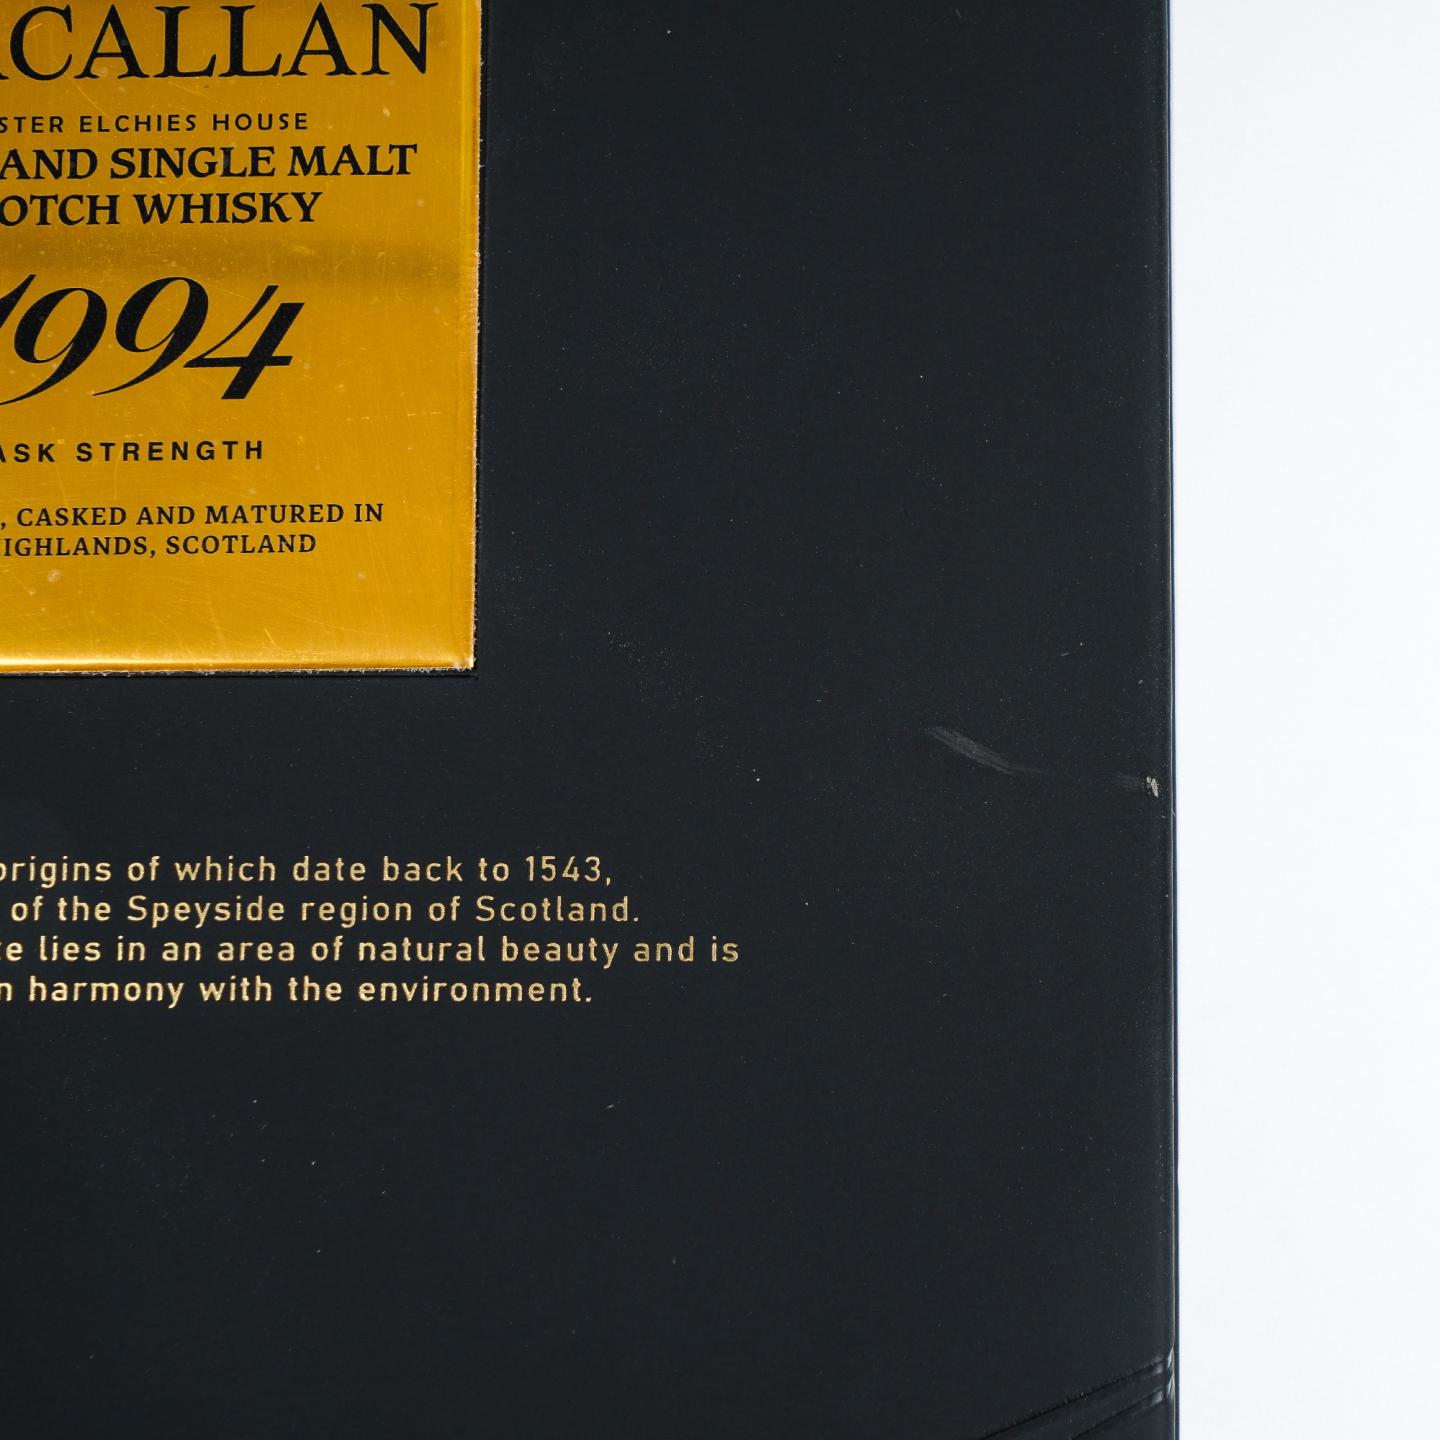 CALLAN
STER ELCHIES HOUSE
AND SINGLE MALT
OTCH WHISKY
1994
ASK STRENGTH
, CASKED AND MATURED IN
IGHLANDS, SCOTLAND
origins of which date back to 1543,
of the Speyside region of Scotland.
te lies in an area of natural beauty and is
n harmony with the environment.